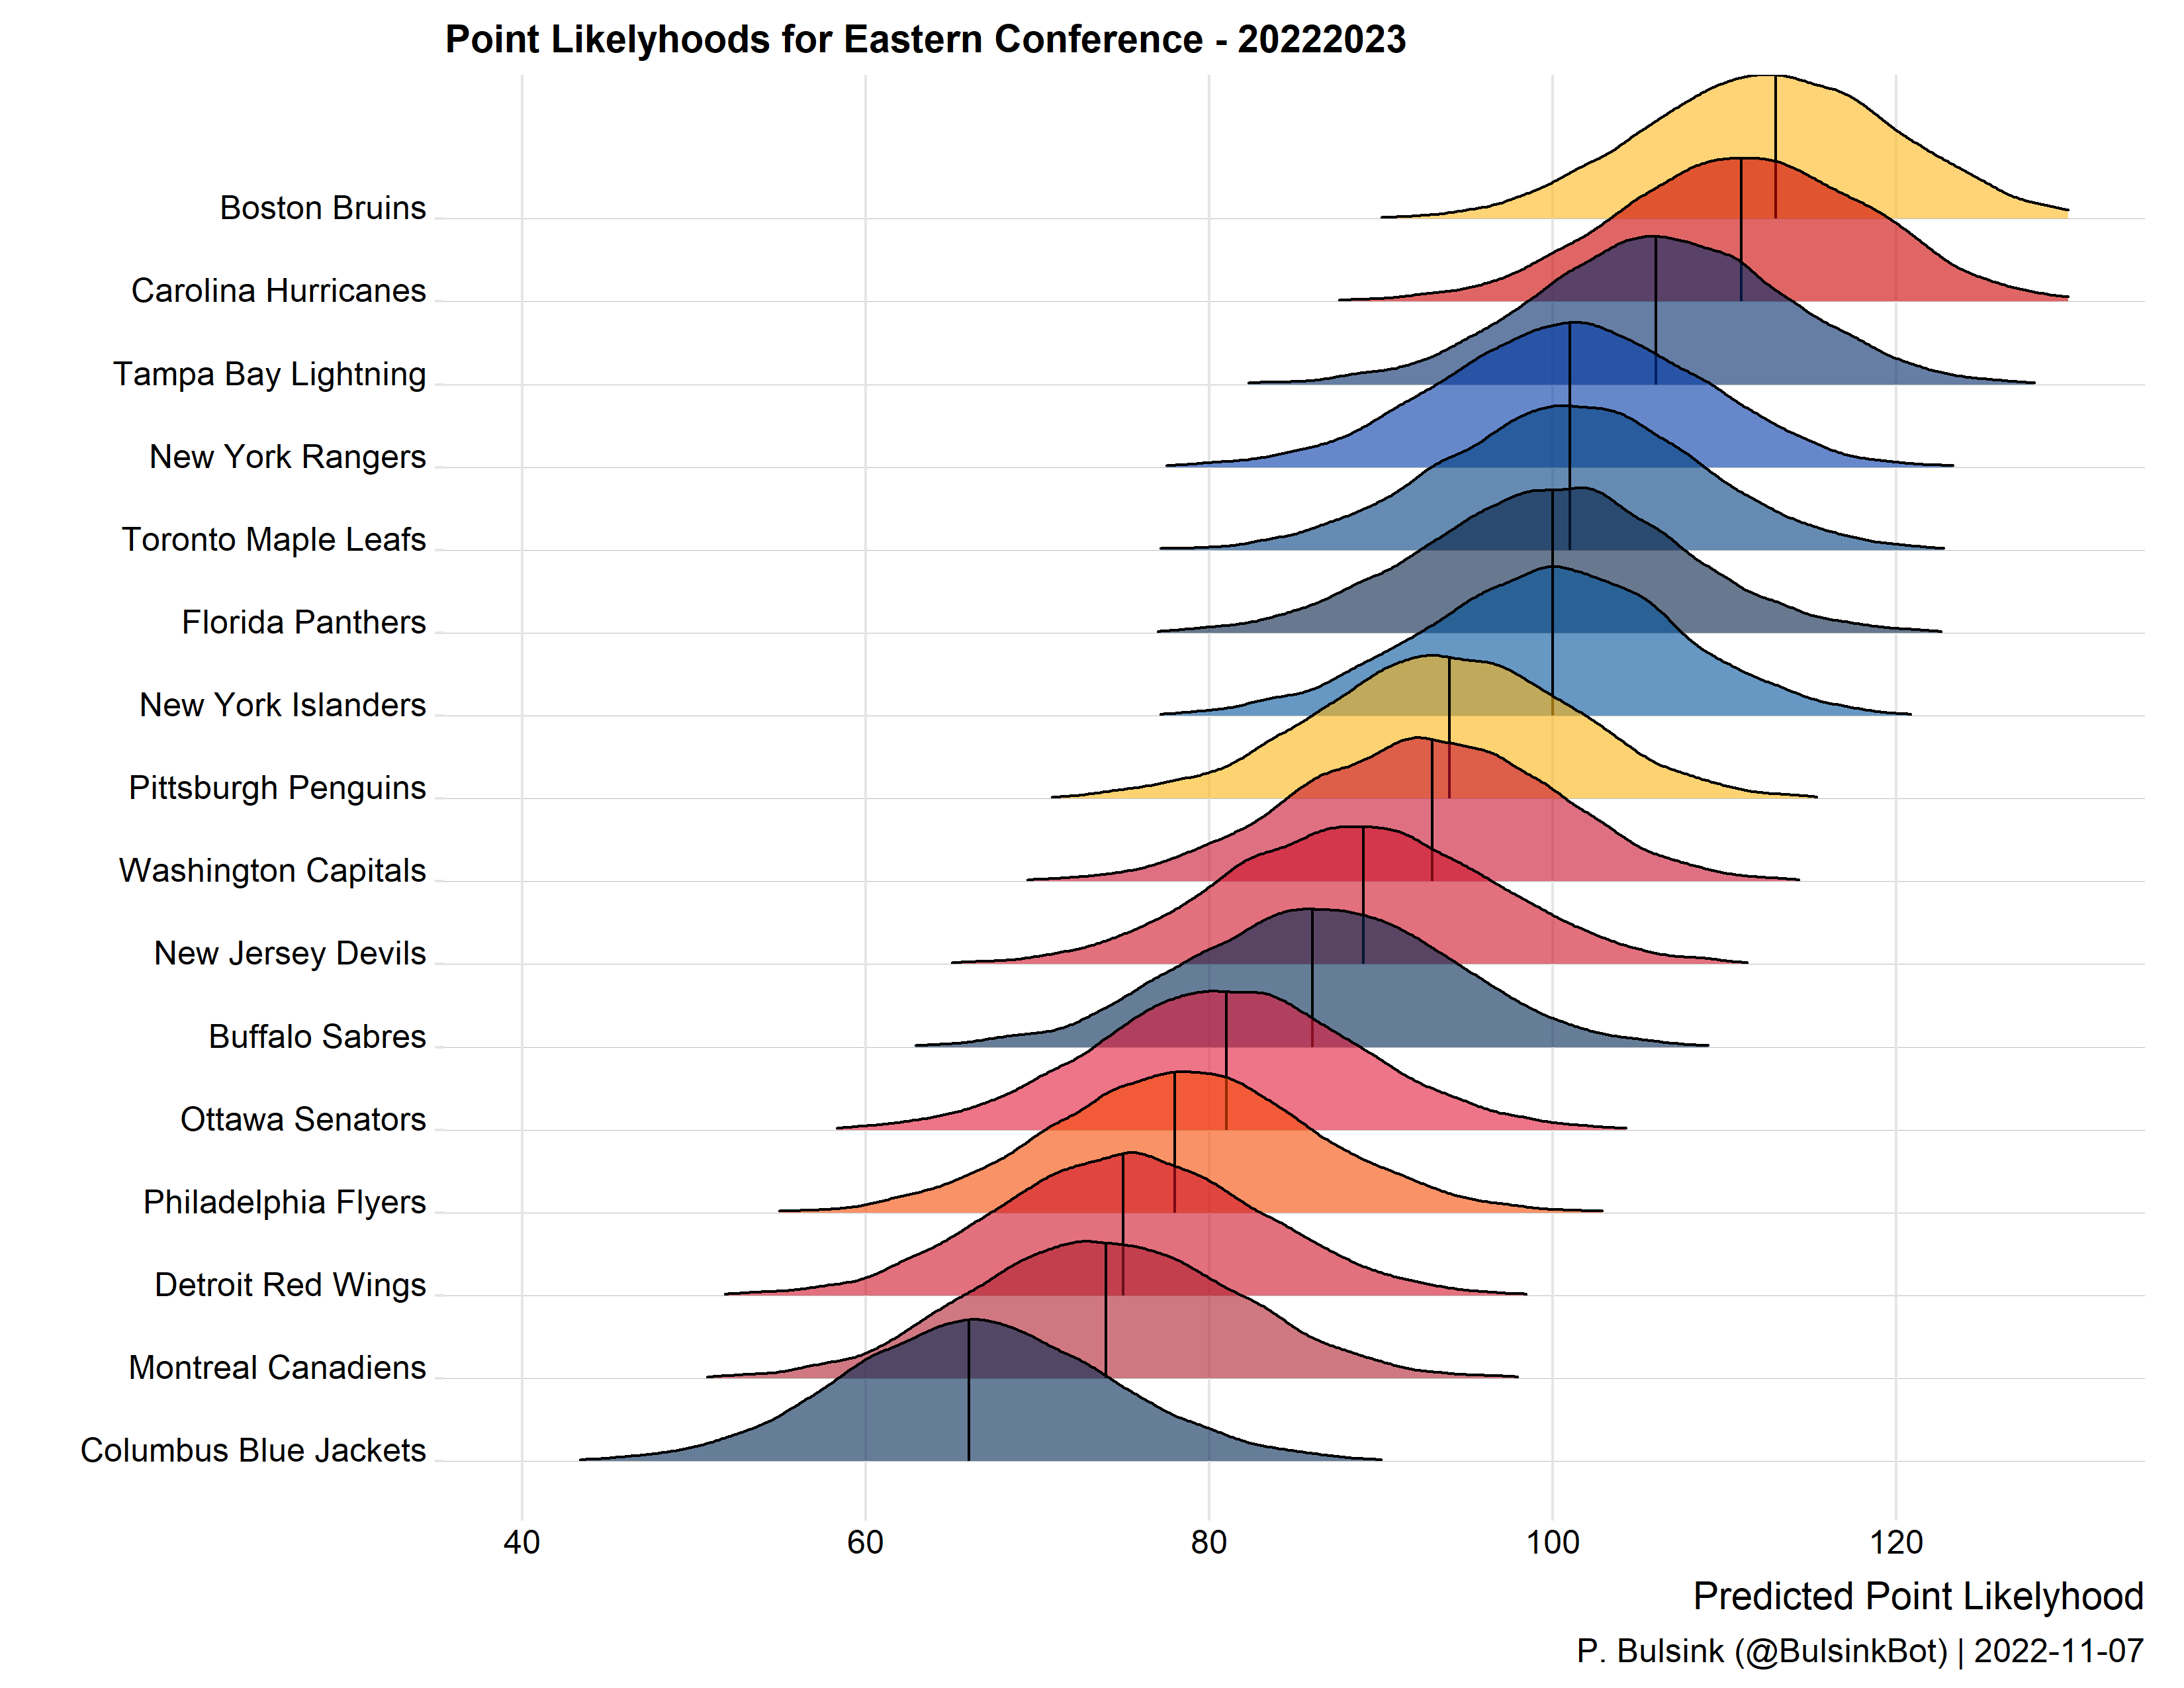 Point Likelyhoods for Eastern Conference - 20222023
Boston Bruins
Carolina Hurricanes
Tampa Bay Lightning
New York Rangers
Toronto Maple Leafs
Florida Panthers
New York Islanders
Pittsburgh Penguins
Washington Capitals
New Jersey Devils
Buffalo Sabres
Ottawa Senators
Philadelphia Flyers
Detroit Red Wings
Montreal Canadiens
Columbus Blue Jackets
40 60 80 100 120
Predicted Point Likelyhood
P. Bulsink (@BulsinkBot) | 2022-11-07